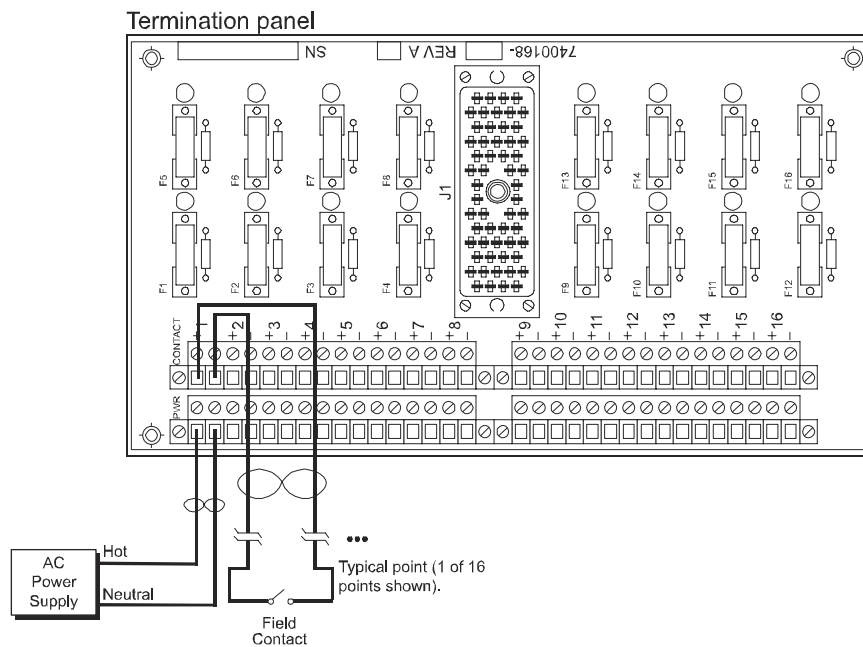 Termination panel
SN
REV A
7400168-
F5
F6
F7
F8
J1
F13
F14
F15
F16
F1
F2
F3
F4
F9
F10
F11
F12
CONTACT
+ 1 -
+ 2 -
+ 3 -
+ 4 -
+ 5 -
+ 6 -
+ 7 -
+ 8 -
+ 9 -
+ 10 -
+ 11 -
+ 12 -
+ 13 -
+ 14 -
+ 15 -
+ 16 -
PWR
AC
Power
Supply
Hot
Neutral
•••
Typical point (1 of 16
points shown).
Field
Contact